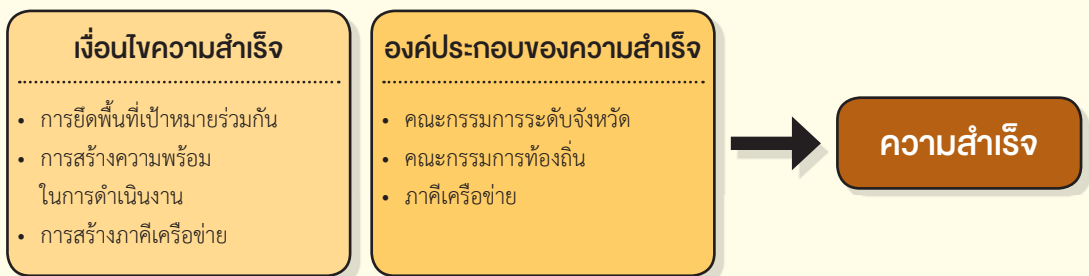 เงื่อนไขความสำเร็จ
• การยึดพื้นที่เป้าหมายร่วมกัน
• การสร้างความพร้อม
ในการดำเนินงาน
• การสร้างภาคีเครือข่าย
องค์ประกอบของความสำเร็จ
• คณะกรรมการระดับจังหวัด
• คณะกรรมการท้องถิ่น
• ภาคีเครือข่าย
ความสำเร็จ